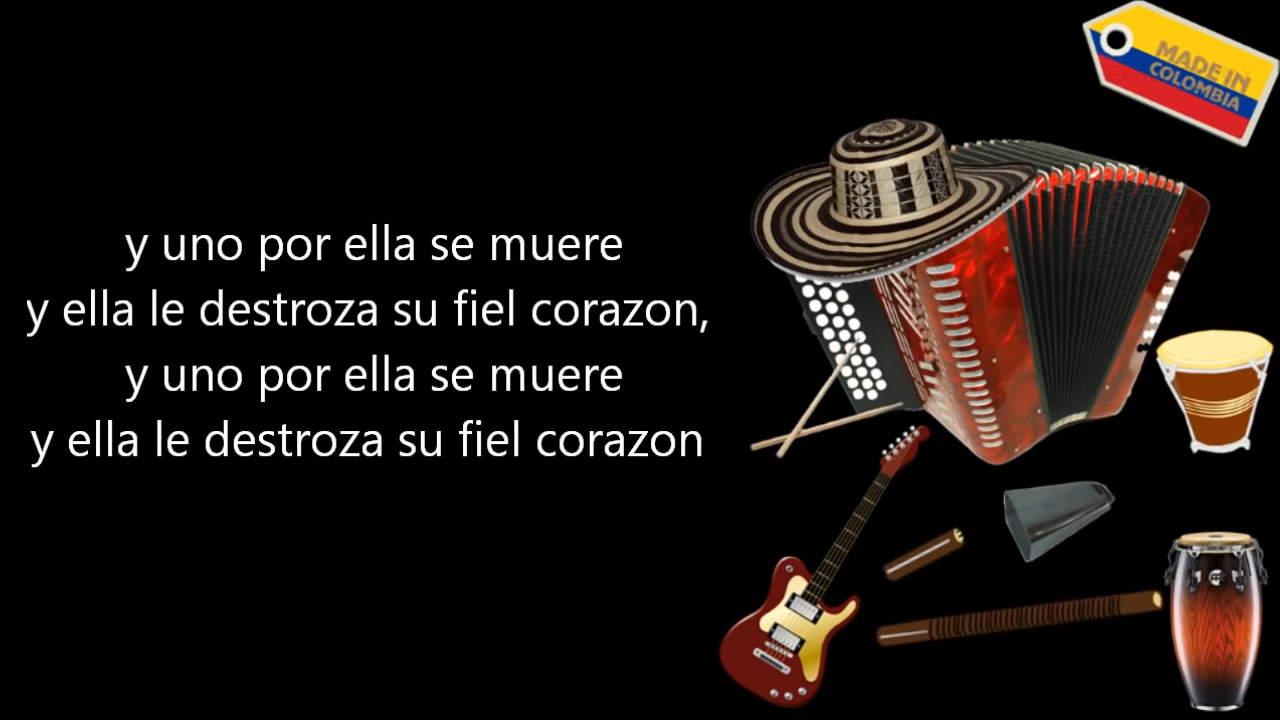 y uno por ella se muere
y ella le destroza su fiel corazon,
y uno por ella se muere
y ella le destroza su fiel corazon
MADE IN
COLOMBIA